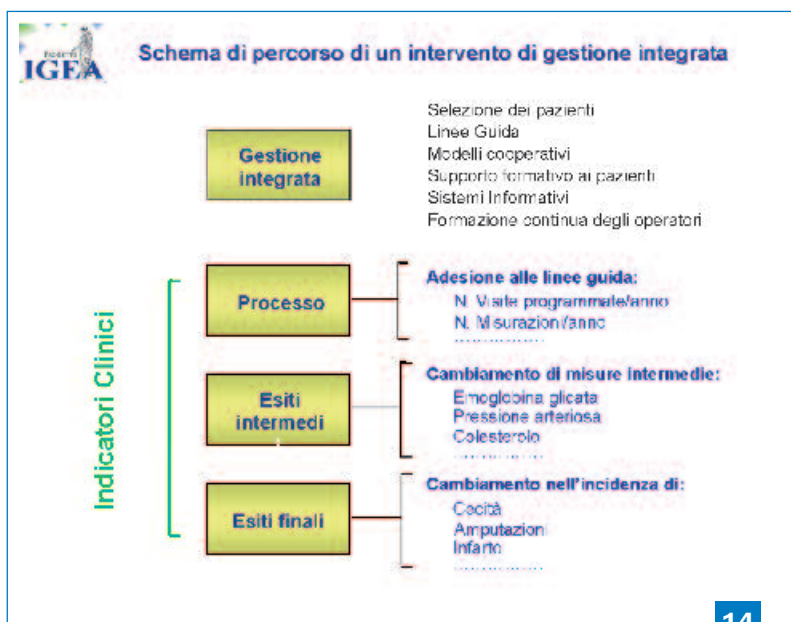 PROGETTO
IGEA
Schema di percorso di un intervento di gestione integrata
Gestione
integrata
Selezione dei pazienti
Linee Guida
Modelli cooperativi
Supporto formativo ai pazienti
Sistemi Informativi
Formazione continua degli operatori
Indicatori Clinici
Processo
Adesione alle linee guida:
N. Visite programmate/anno
N. Misurazioni/anno
………………
Esiti
intermedi
Cambiamento di misure intermedie:
Emoglobina glicata
Pressione arteriosa
Colesterolo
………………
Esiti finali
Cambiamento nell'incidenza di:
Cecità
Amputazioni
Infarto
………………
14